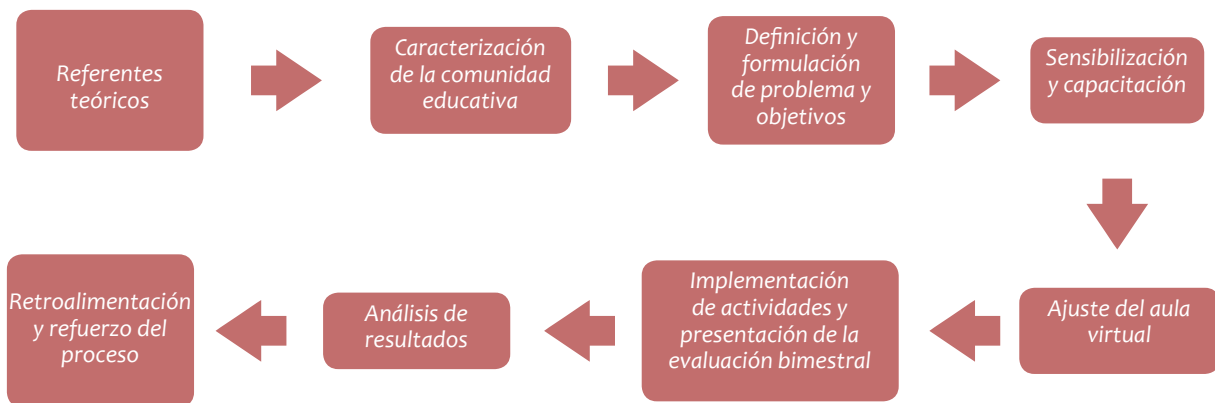 Referentes
teóricos
Caracterización
de la comunidad
educativa
Definición y
formulación
de problema y
objetivos
Sensibilización
y capacitación
Ajuste del aula
virtual
Implementación
de actividades y
presentación de la
evaluación bimestral
Análisis de
resultados
Retroalimentación
y refuerzo del
proceso